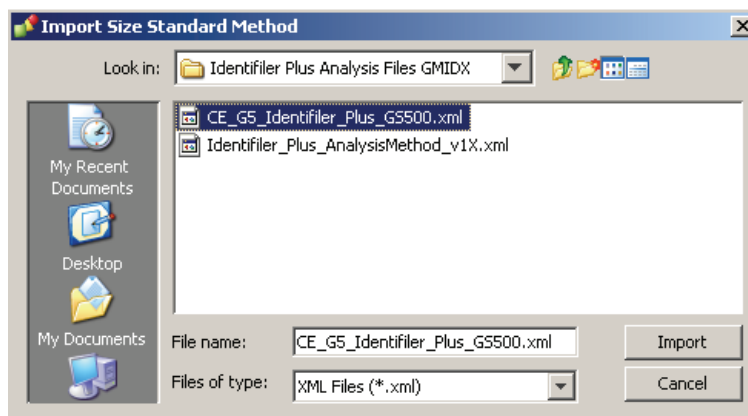 Import Size Standard Method
Look in:
Identifiler Plus Analysis Files GMIDX
CE_G5_Identifiler_Plus_GS500.xml
Identifiler_Plus_AnalysisMethod_v1X.xml
My Recent
Documents
Desktop
My Documents
File name:
CE_G5_Identifiler_Plus_GS500.xml
Import
Files of type:
XML Files (*.xml)
Cancel